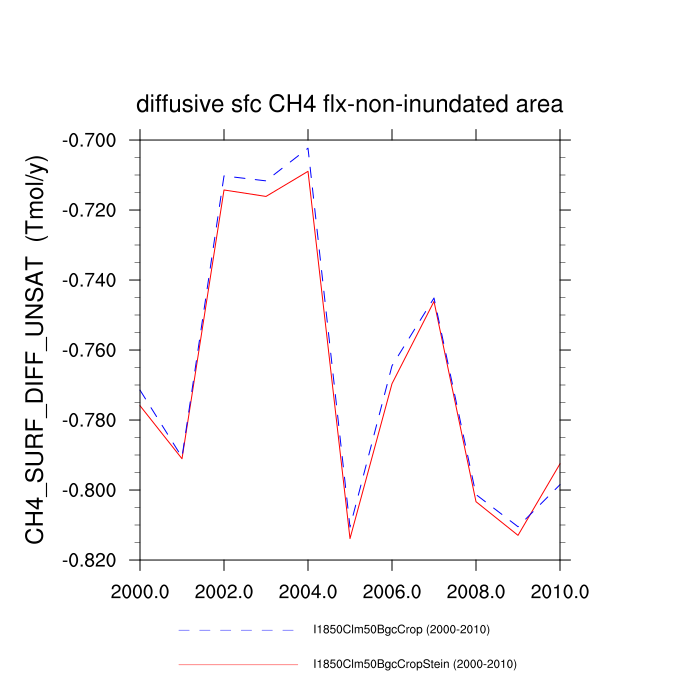 diffusive sfc CH4 flx-non-inundated area
CH4_SURF_DIFF_UNSAT (Tmol/y)
-0.700
-0.720
-0.740
-0.760
-0.780
-0.800
-0.820
2000.0 2002.0 2004.0 2006.0 2008.0 2010.0
I1850Clm50BgcCrop (2000-2010)
I1850Clm50BgcCropStein (2000-2010)